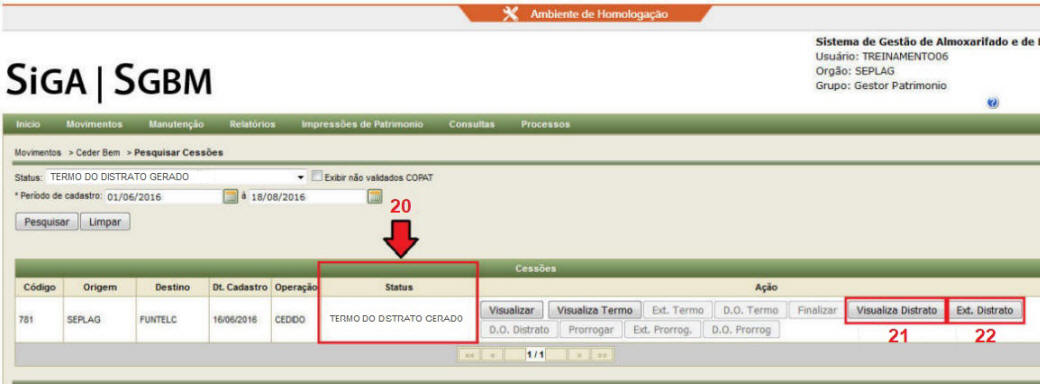 Ambiente de Homologação
Sistema de Gestão de Almoxarifado e de
Usuário: TREINAMENTO06
Orgão: SEPLAG
Grupo: Gestor Patrimonio
SIGA | SGBM
Inicio Movimentos Manutenção Relatórios Impressões de Patrimonio Consultas Processos
Movimentos > Ceder Bem > Pesquisar Cessões
Status: TERMO DO DISTRATO GERADO Exibir não validados COPAT
* Periodo de cadastro: 01/06/2016 à 18/08/2016
20
Pesquisar Limpar
Cessões
Código Origem Destino Dt. Cadastro Operação Status Ação
781 SEPLAG FUNTELC 16/06/2016 CEDIDO TERMO DO DSTRATO GERADO Visualizar Visualiza Termo Ext. Termo D.O. Termo Finalizar Visualiza Distrato Ext. Distrato
D.O. Distrato Prorrogar Ext. Prorrog. D.O. Prorrog
21 22
<< < 1/1 > >>